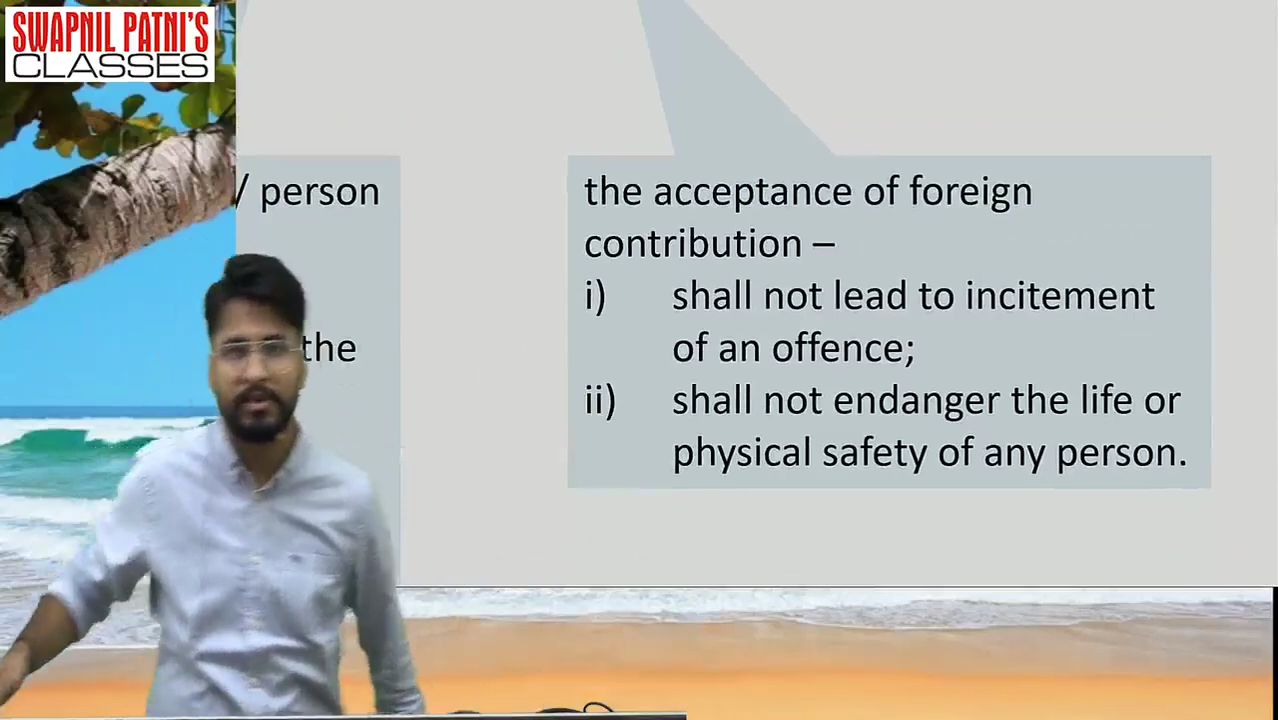 SWAPNIL PATNI'S
CLASSES
/ person
the
the acceptance of foreign
contribution –
i) shall not lead to incitement
of an offence;
ii) shall not endanger the life or
physical safety of any person.